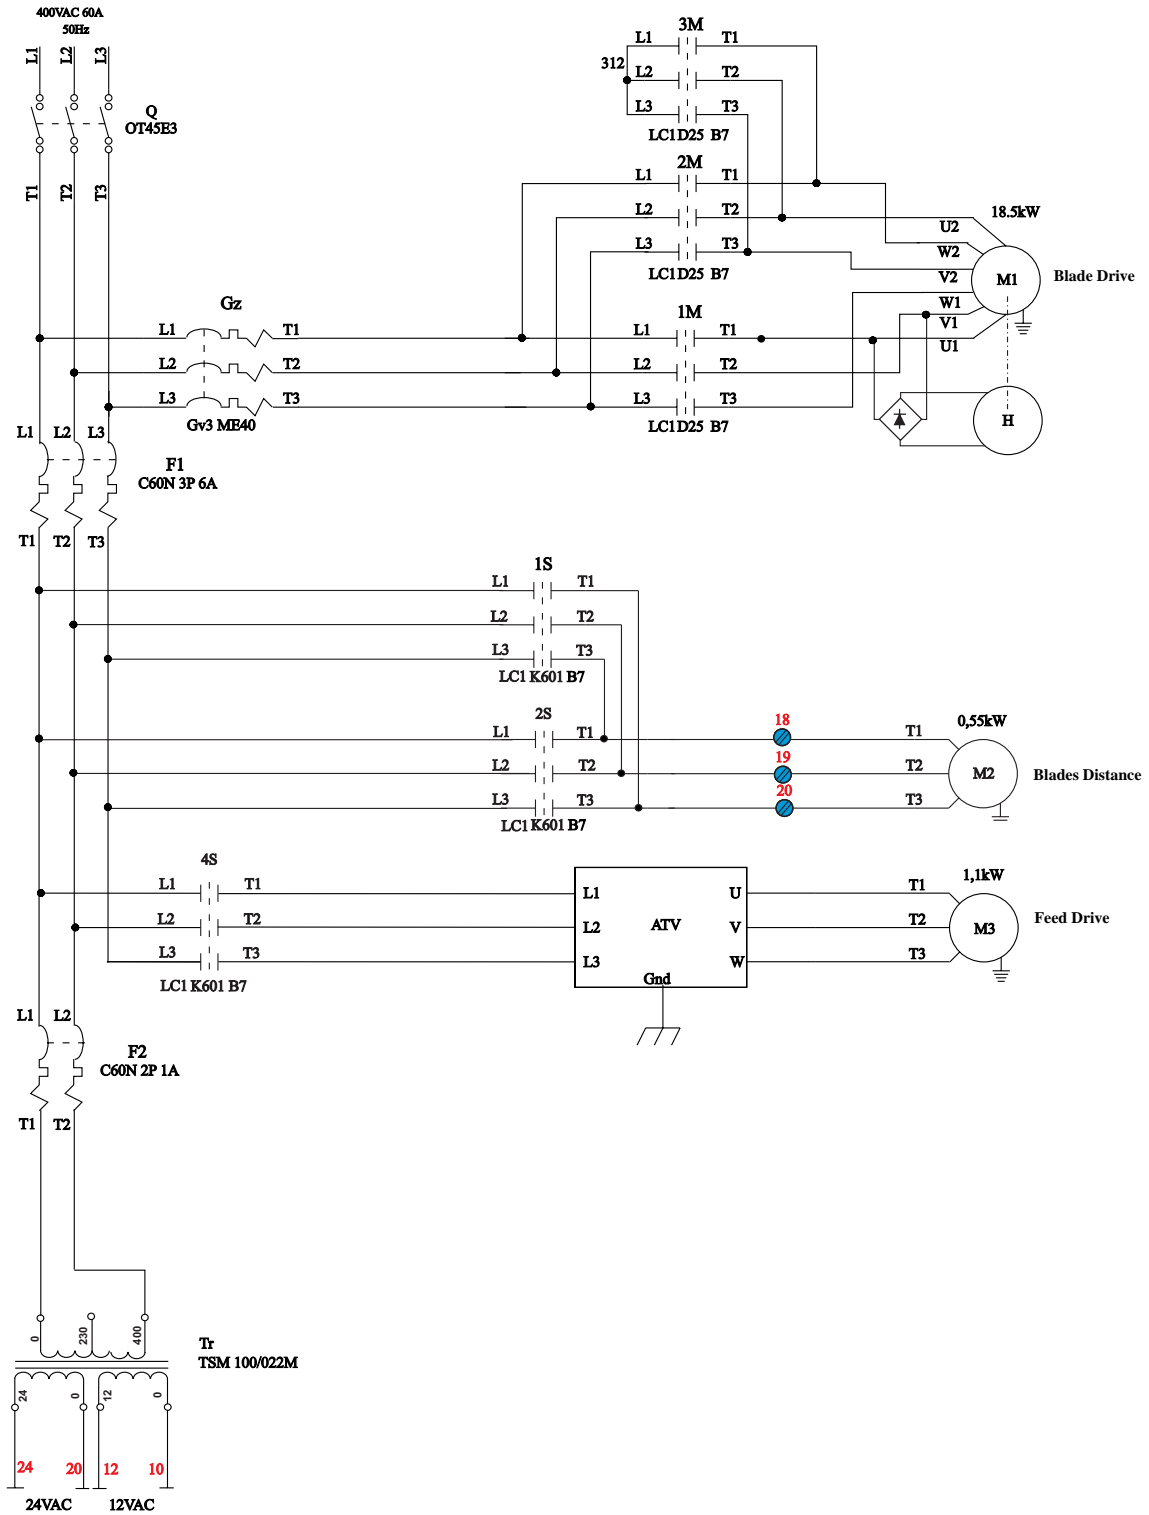 400VAC 60A
50Hz
L1 L2 L3
Q
OT45E3
T1 T2 T3
3M
L1 T1
312
L2 T2
L3 T3
LC1D25 B7
2M
L1 T1
L2 T2
L3 T3
LC1D25 B7
18.5kW
U2
W2
V2
W1
V1
U1
M1
Blade Drive
Gz
L1 T1
L2 T2
L3 T3
Gv3 ME40
1M
L1 T1
L2 T2
L3 T3
LC1D25 B7
H
L1 L2 L3
F1
C60N 3P 6A
T1 T2 T3
1S
L1 T1
L2 T2
L3 T3
LC1 K601 B7
2S
L1 T1
L2 T2
L3 T3
LC1 K601 B7
18
19
20
0,55kW
T1
T2
T3
M2
Blades Distance
4S
L1 T1
L2 T2
L3 T3
LC1 K601 B7
L1 U
L2 ATV V
L3 W
Gnd
1,1kW
T1
T2
T3
M3
Feed Drive
L1 L2
F2
C60N 2P 1A
T1 T2
0 230 400
Tr
TSM 100/022M
24 0 12 0
24 20 12 10
24VAC 12VAC